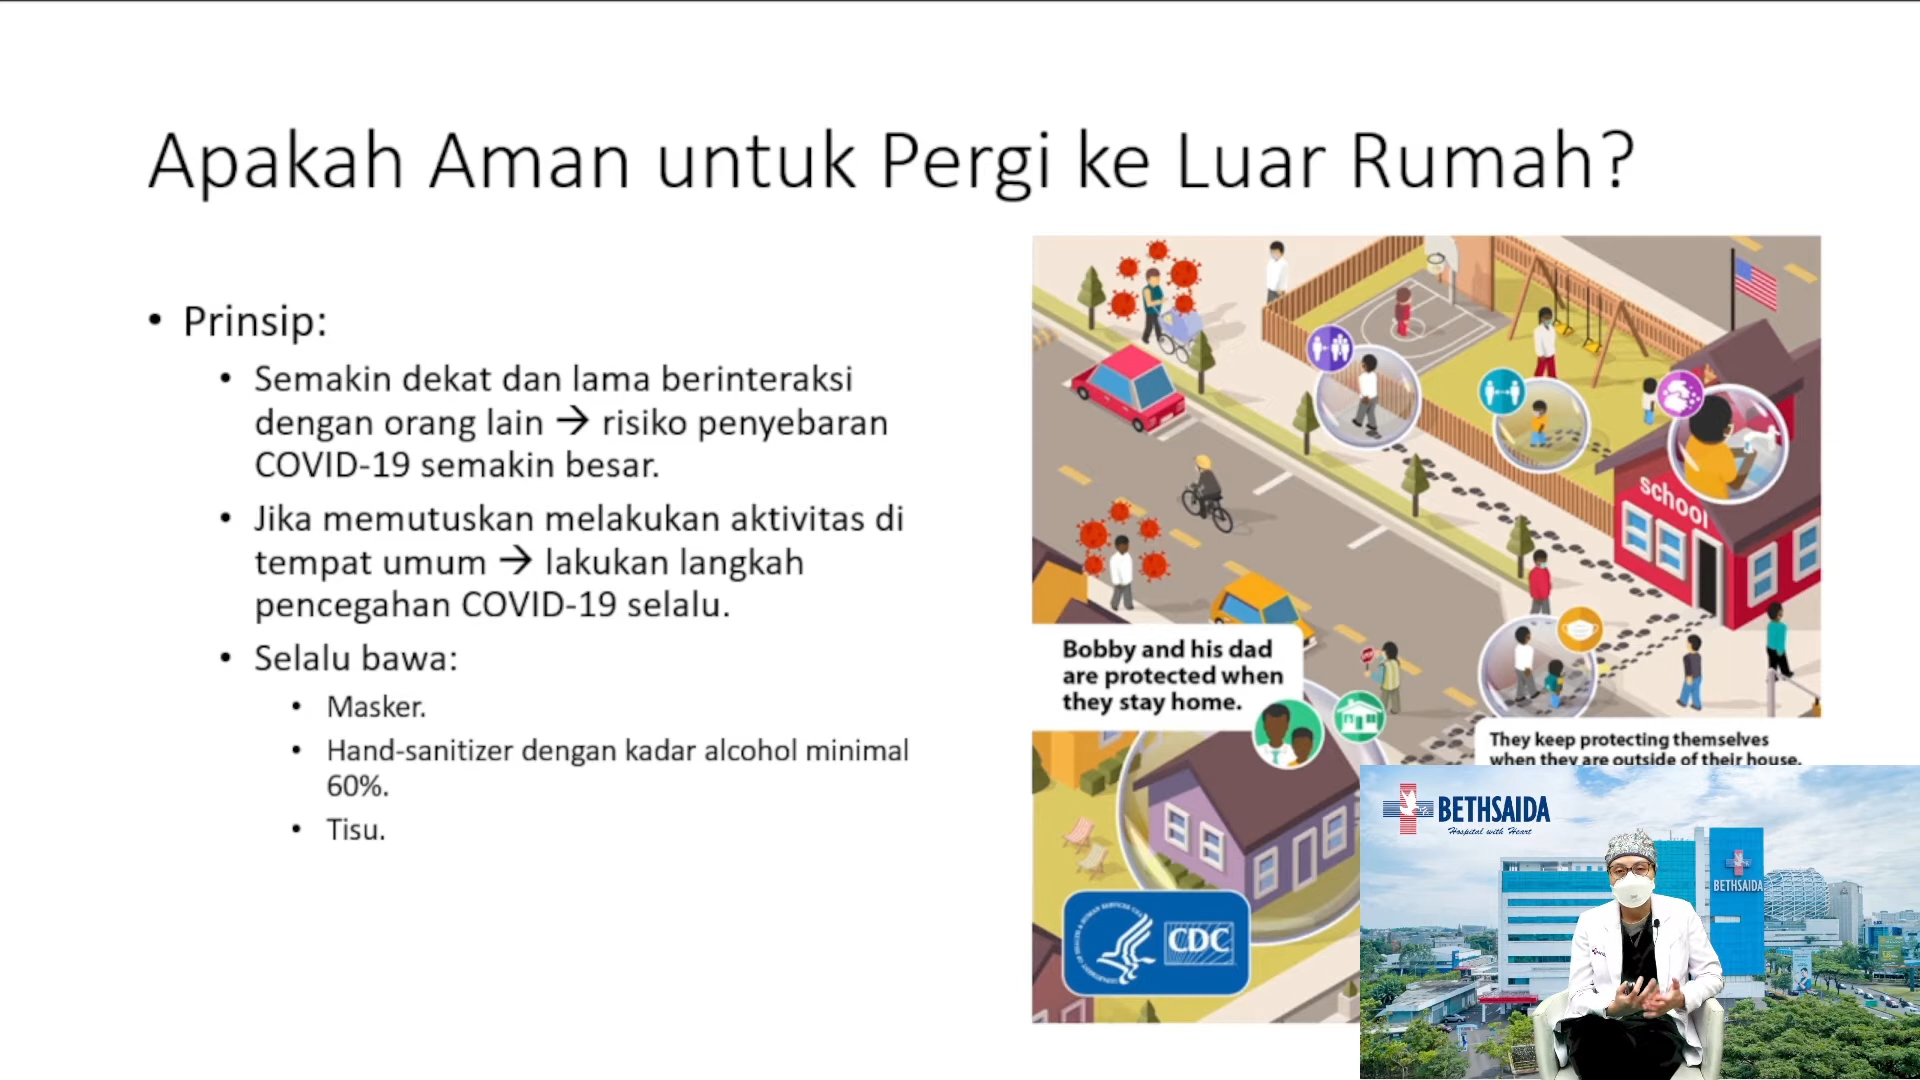 Apakah Aman untuk Pergi ke Luar Rumah?
• Prinsip:
• Semakin dekat dan lama berinteraksi
dengan orang lain → risiko penyebaran
COVID-19 semakin besar.
• Jika memutuskan melakukan aktivitas di
tempat umum → lakukan langkah
pencegahan COVID-19 selalu.
• Selalu bawa:
• Masker.
• Hand-sanitizer dengan kadar alcohol minimal
60%.
• Tisu.
school
Bobby and his dad
are protected when
they stay home.
They keep protecting themselves
when they are outside of their house.
CDC
BETHSAIDA
Hospital with Heart
BETHSAIDA